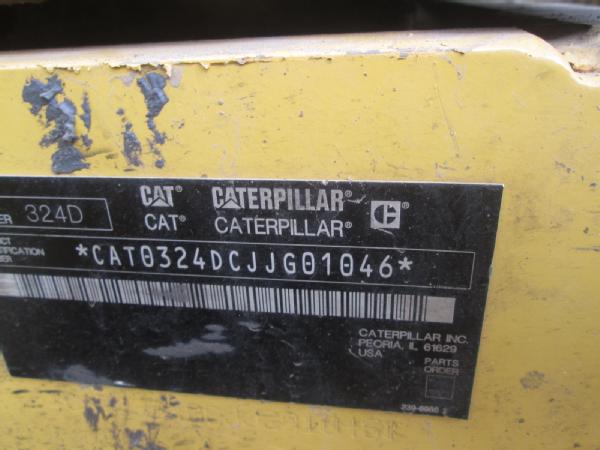 CAT® CATERPILLAR®
CAT® CATERPILLAR® C
324D
*CAT0324DCJJG01046*
CATERPILLAR INC.
PEORIA, IL 61629
USA
PARTS
ORDER